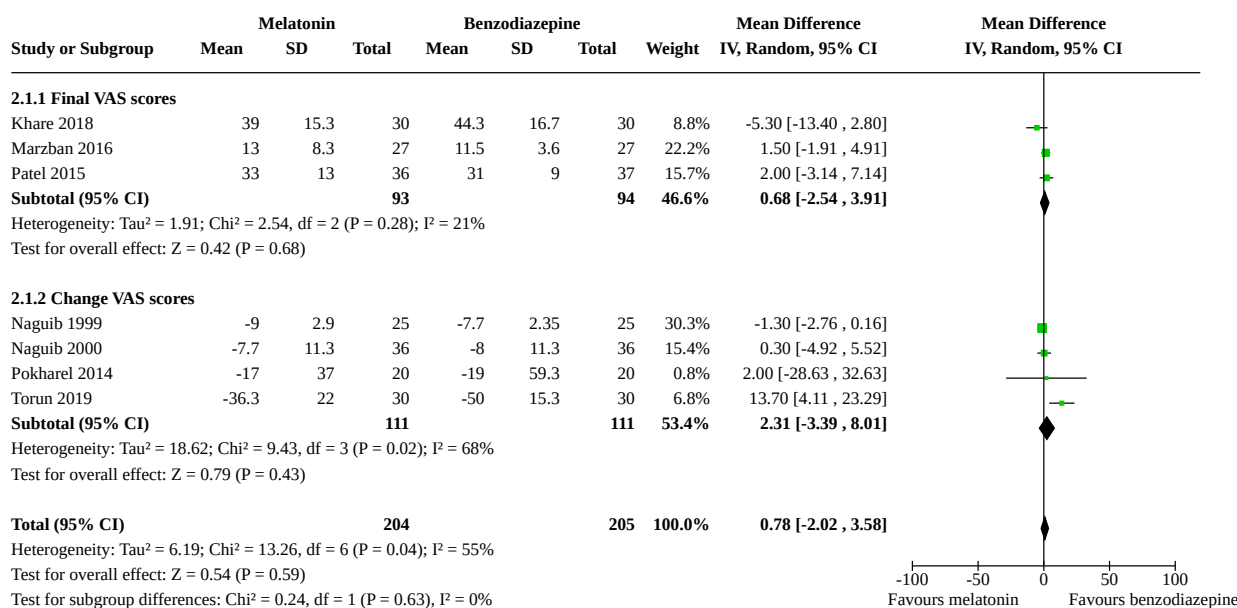 Melatonin Benzodiazepine Mean Difference Mean Difference
Study or Subgroup Mean SD Total Mean SD Total Weight IV, Random, 95% CI IV, Random, 95% CI
2.1.1 Final VAS scores
Khare 2018 39 15.3 30 44.3 16.7 30 8.8% -5.30 [-13.40 , 2.80]
Marzban 2016 13 8.3 27 11.5 3.6 27 22.2% 1.50 [-1.91 , 4.91]
Patel 2015 33 13 36 31 9 37 15.7% 2.00 [-3.14 , 7.14]
Subtotal (95% CI) 93 94 46.6% 0.68 [-2.54 , 3.91]
Heterogeneity: Tau² = 1.91; Chi² = 2.54, df = 2 (P = 0.28); I² = 21%
Test for overall effect: Z = 0.42 (P = 0.68)
2.1.2 Change VAS scores
Naguib 1999 -9 2.9 25 -7.7 2.35 25 30.3% -1.30 [-2.76 , 0.16]
Naguib 2000 -7.7 11.3 36 -8 11.3 36 15.4% 0.30 [-4.92 , 5.52]
Pokharel 2014 -17 37 20 -19 59.3 20 0.8% 2.00 [-28.63 , 32.63]
Torun 2019 -36.3 22 30 -50 15.3 30 6.8% 13.70 [4.11 , 23.29]
Subtotal (95% CI) 111 111 53.4% 2.31 [-3.39 , 8.01]
Heterogeneity: Tau² = 18.62; Chi² = 9.43, df = 3 (P = 0.02); I² = 68%
Test for overall effect: Z = 0.79 (P = 0.43)
Total (95% CI) 204 205 100.0% 0.78 [-2.02 , 3.58]
Heterogeneity: Tau² = 6.19; Chi² = 13.26, df = 6 (P = 0.04); I² = 55%
Test for overall effect: Z = 0.54 (P = 0.59)
-100 -50 0 50 100
Test for subgroup differences: Chi² = 0.24, df = 1 (P = 0.63), I² = 0% Favours melatonin Favours benzodiazepine